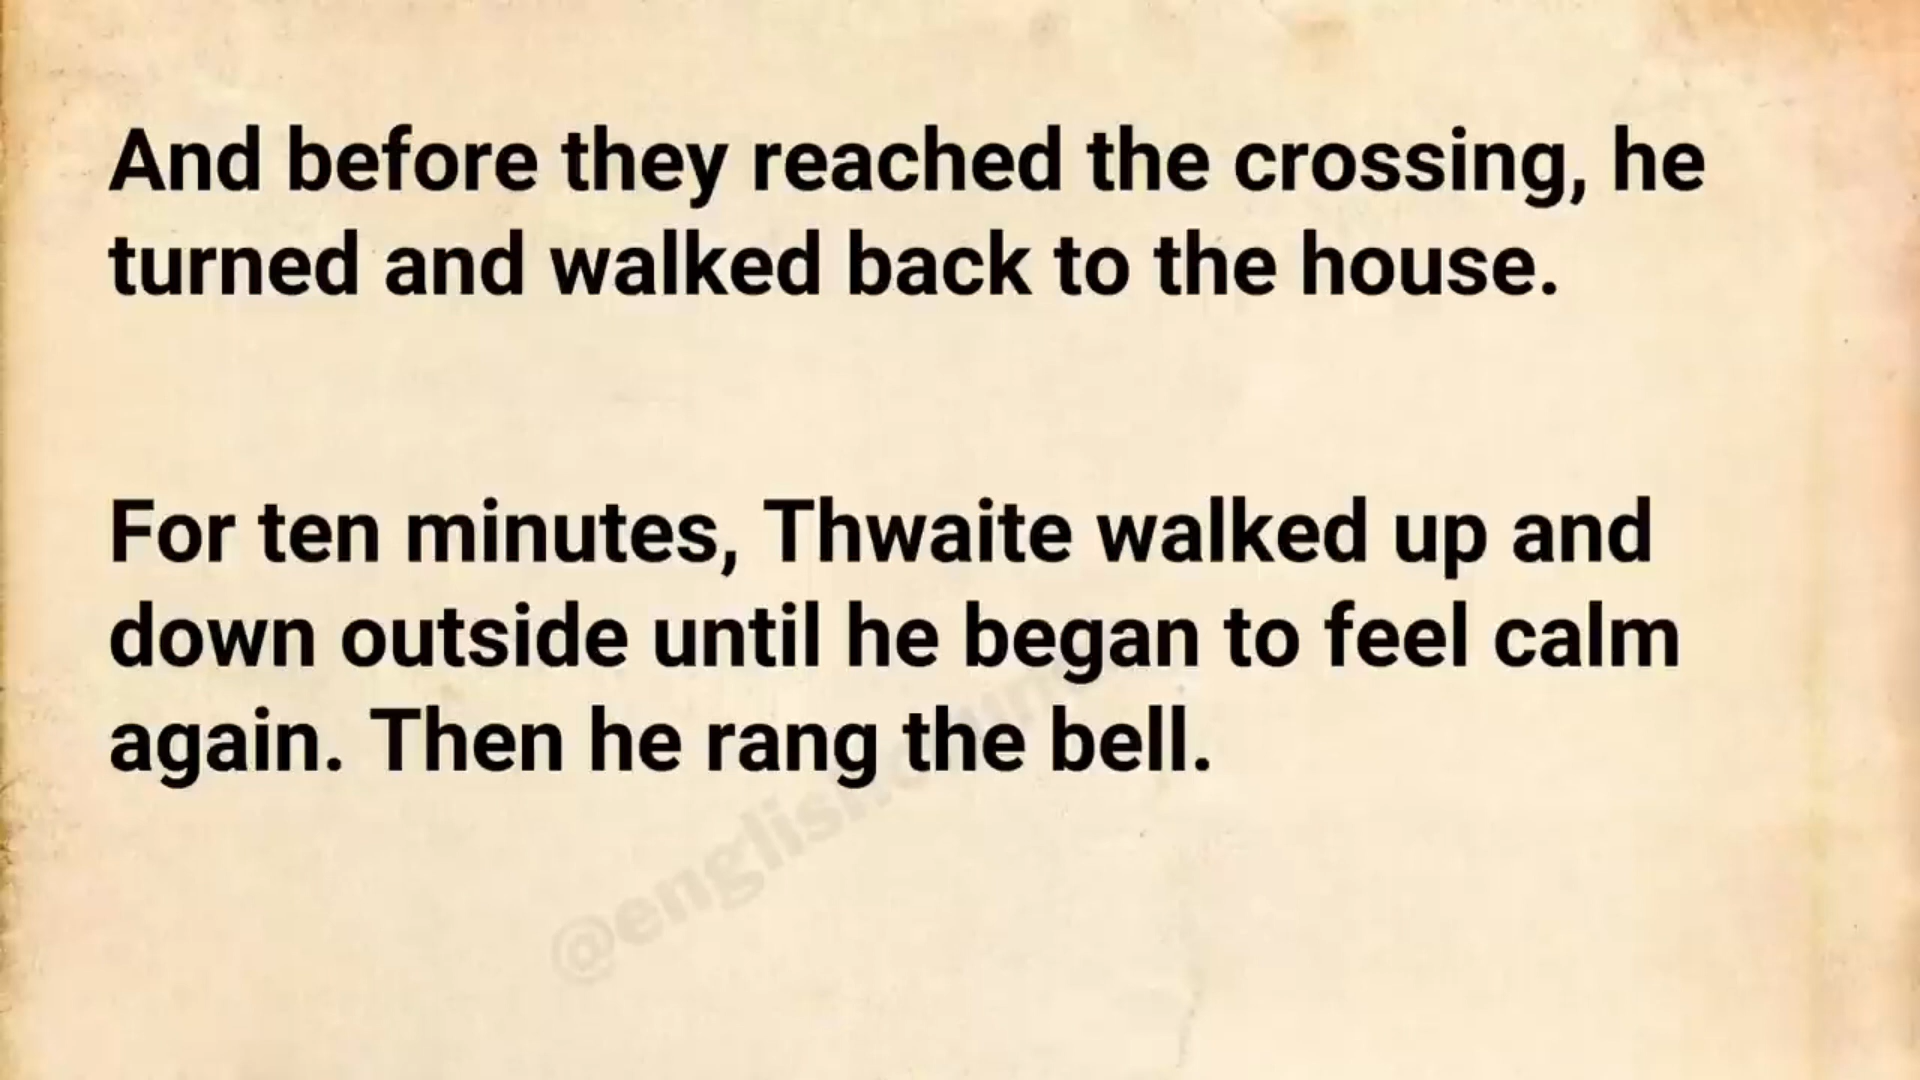 And before they reached the crossing, he
turned and walked back to the house.
For ten minutes, Thwaite walked up and
down outside until he began to feel calm
again. Then he rang the bell.